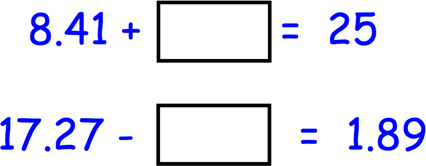 8.41 + = 25
17.27 - = 1.89